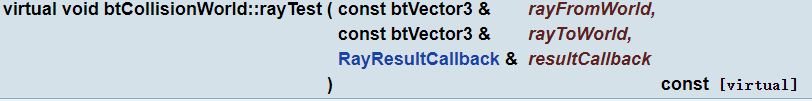 virtual void btCollisionWorld::rayTest ( const btVector3 & rayFromWorld,
const btVector3 & rayToWorld,
RayResultCallback & resultCallback
) const [virtual]